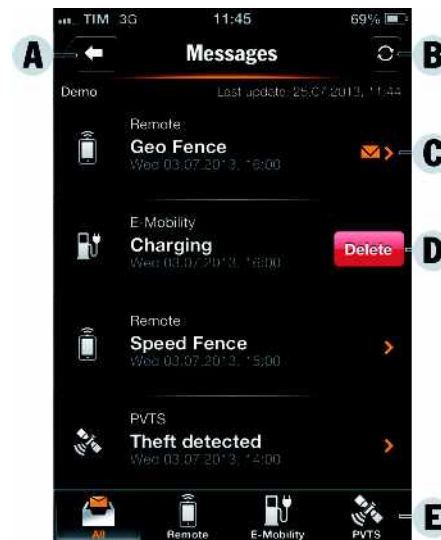 TIM 3G 11:45 69%
A Messages B
Demo Last update: 25.07.2013, 11:44
Remote
Geo Fence C
Wed 03.07.2013, 16:00
E-Mobility
Charging Delete D
Wed 03.07.2013, 16:00
Remote
Speed Fence
Wed 03.07.2013, 15:00
PVTS
Theft detected
Wed 03.07.2013, 14:00
E
All Remote E-Mobility PVTS